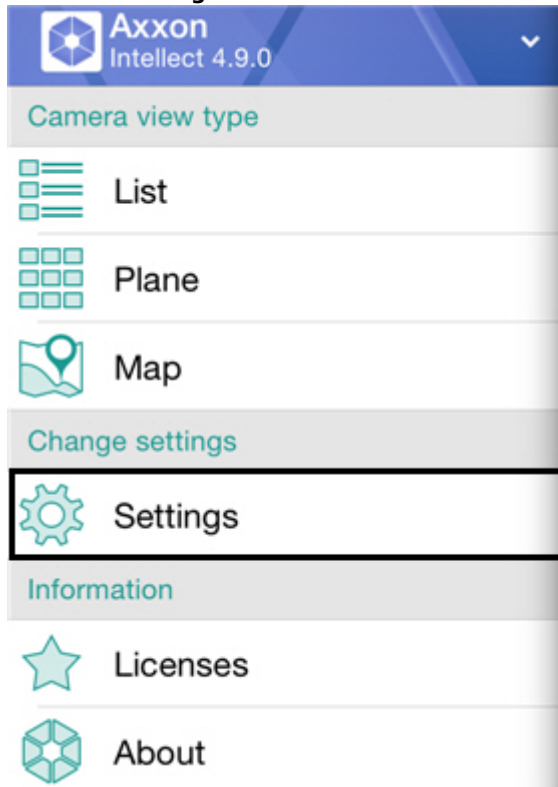 Axxon
Intellect 4.9.0
Camera view type
List
Plane
Map
Change settings
Settings
Information
Licenses
About